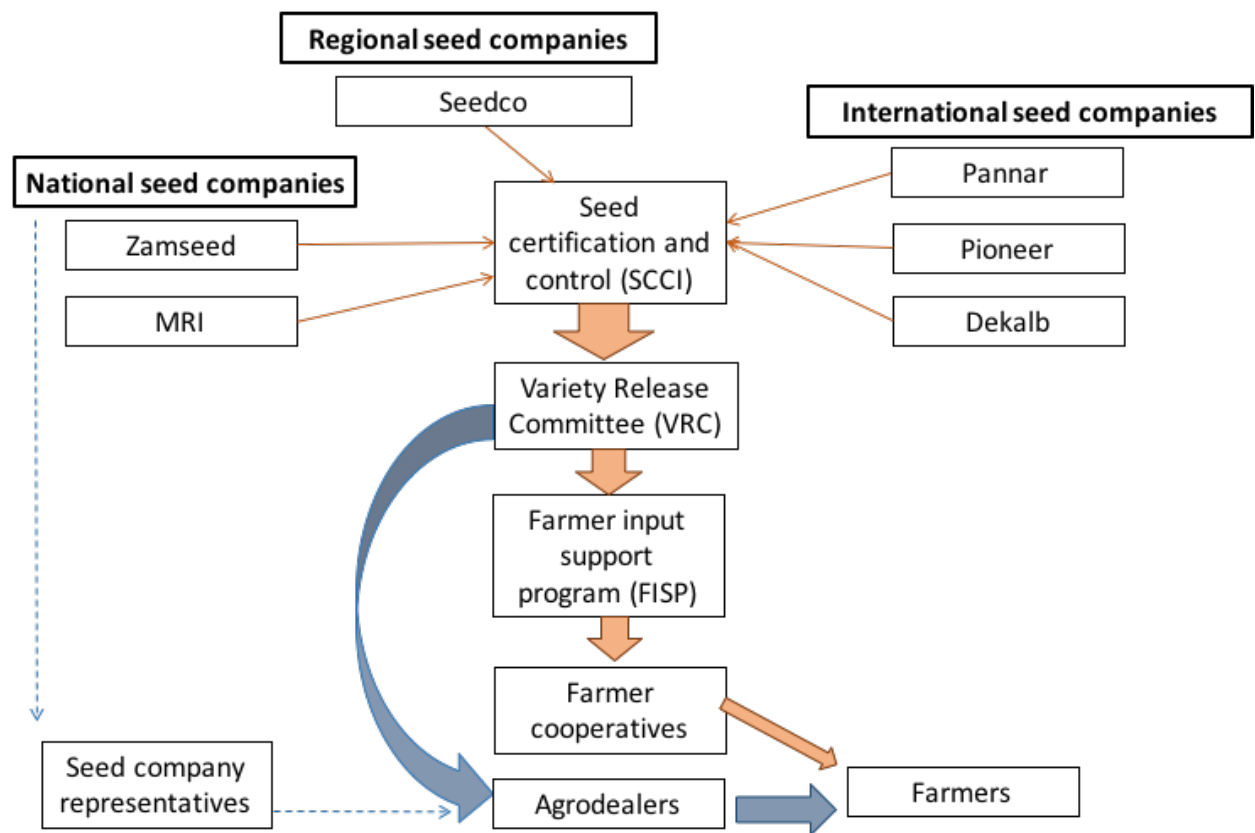 Regional seed companies
Seedco
International seed companies
National seed companies
Pannar
Zamseed
Seed
certification and
control (SCCI)
Pioneer
MRI
Dekalb
Variety Release
Committee (VRC)
Farmer input
support
program (FISP)
Farmer
cooperatives
Seed company
representatives
Agrodealers
Farmers